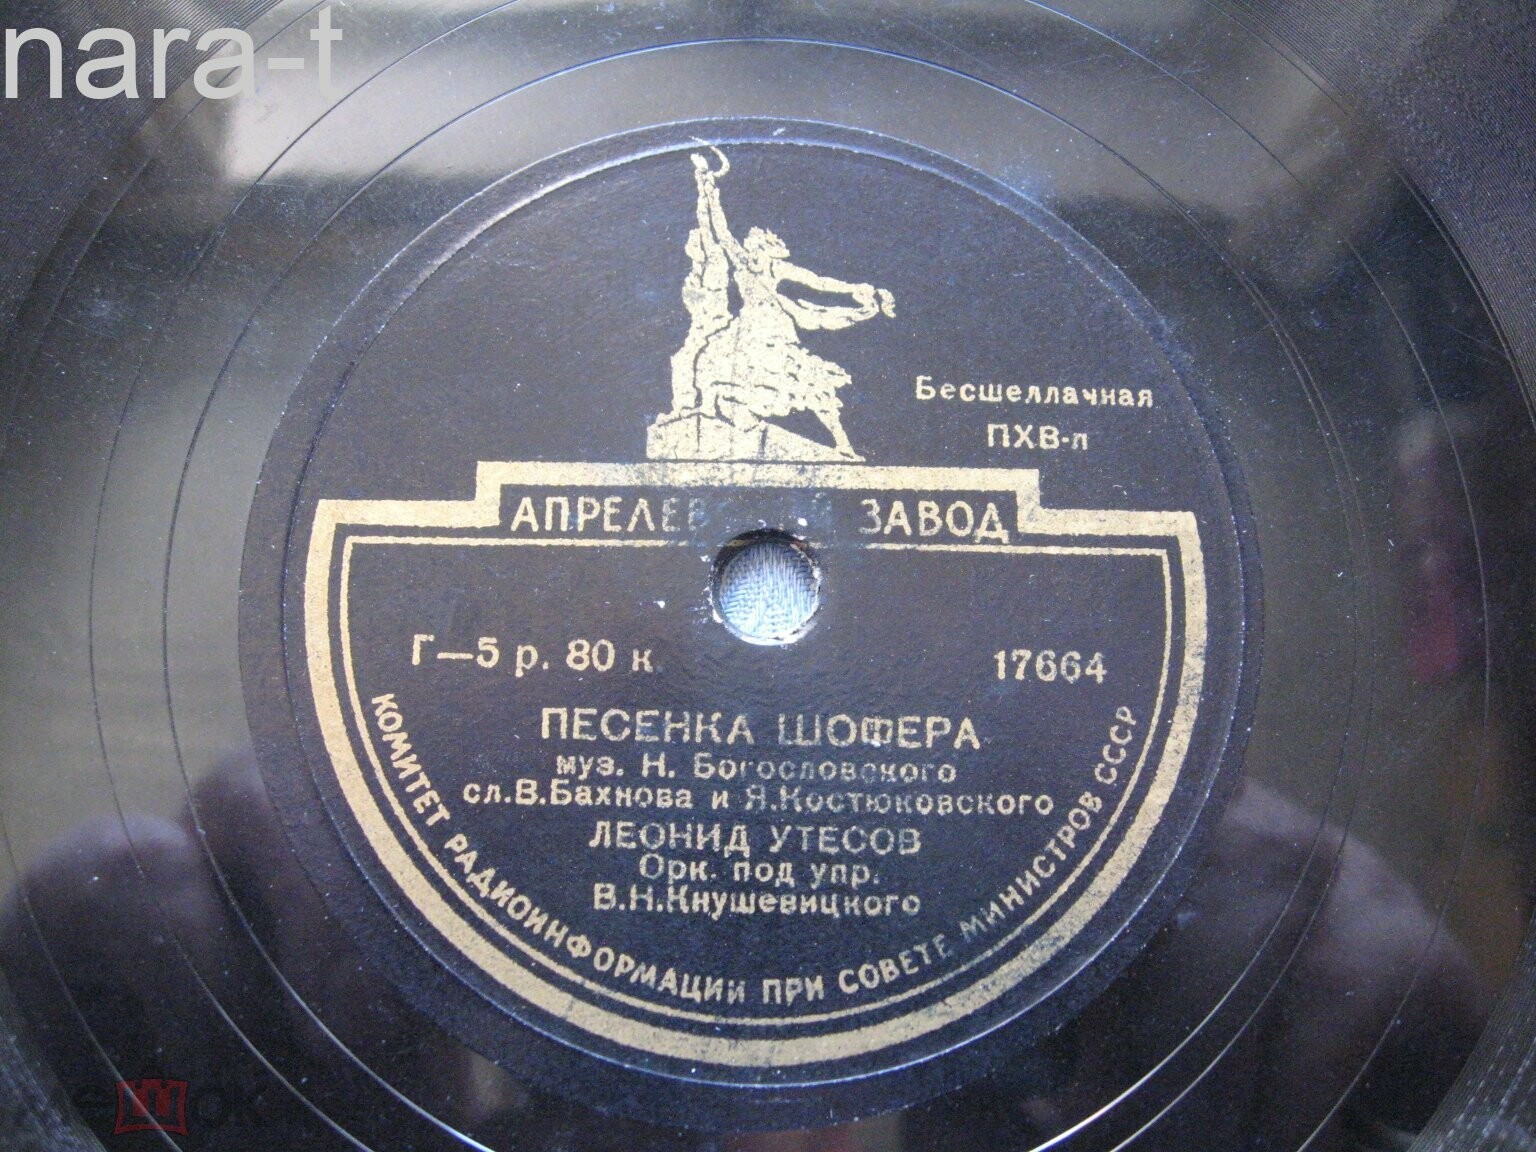 nara-t
Бесшеллачная
ПХВ-п
АПРЕЛЕВ ЗАВОД
Г—5 р. 80 к.
17664
ПЕСЕНКА ШОФЕРА
муз. Н. Богословского
сл.В.Бахнова и Я.Костюковского
ЛЕОНИД УТЕСОВ
Орк. под упр.
В.Н.Кнушевицкого
КОМИТЕТ РАДИОИНФОРМАЦИИ ПРИ СОВЕТЕ МИНИСТРОВ СССР